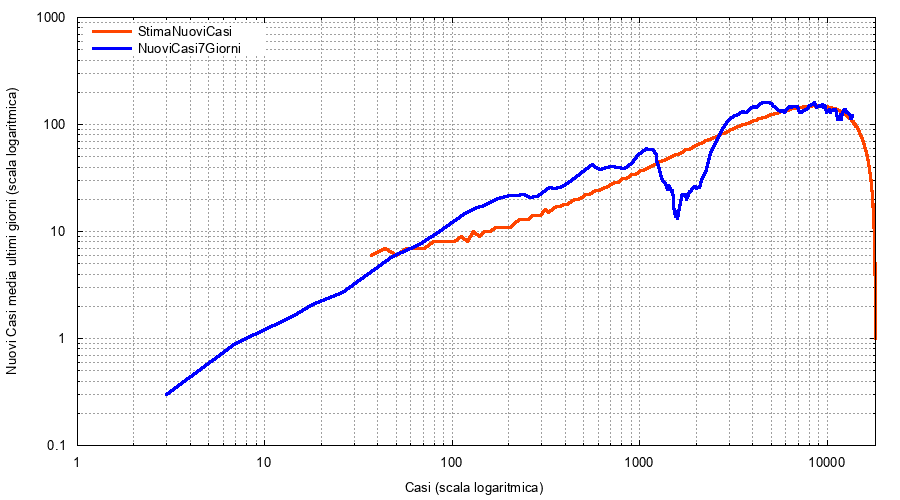 1000
StimaNuoviCasi
NuoviCasi7Giorni
100
10
1
0.1
1 10 100 1000 10000
Nuovi Casi media ultimi giorni (scala logaritmica)
Casi (scala logaritmica)